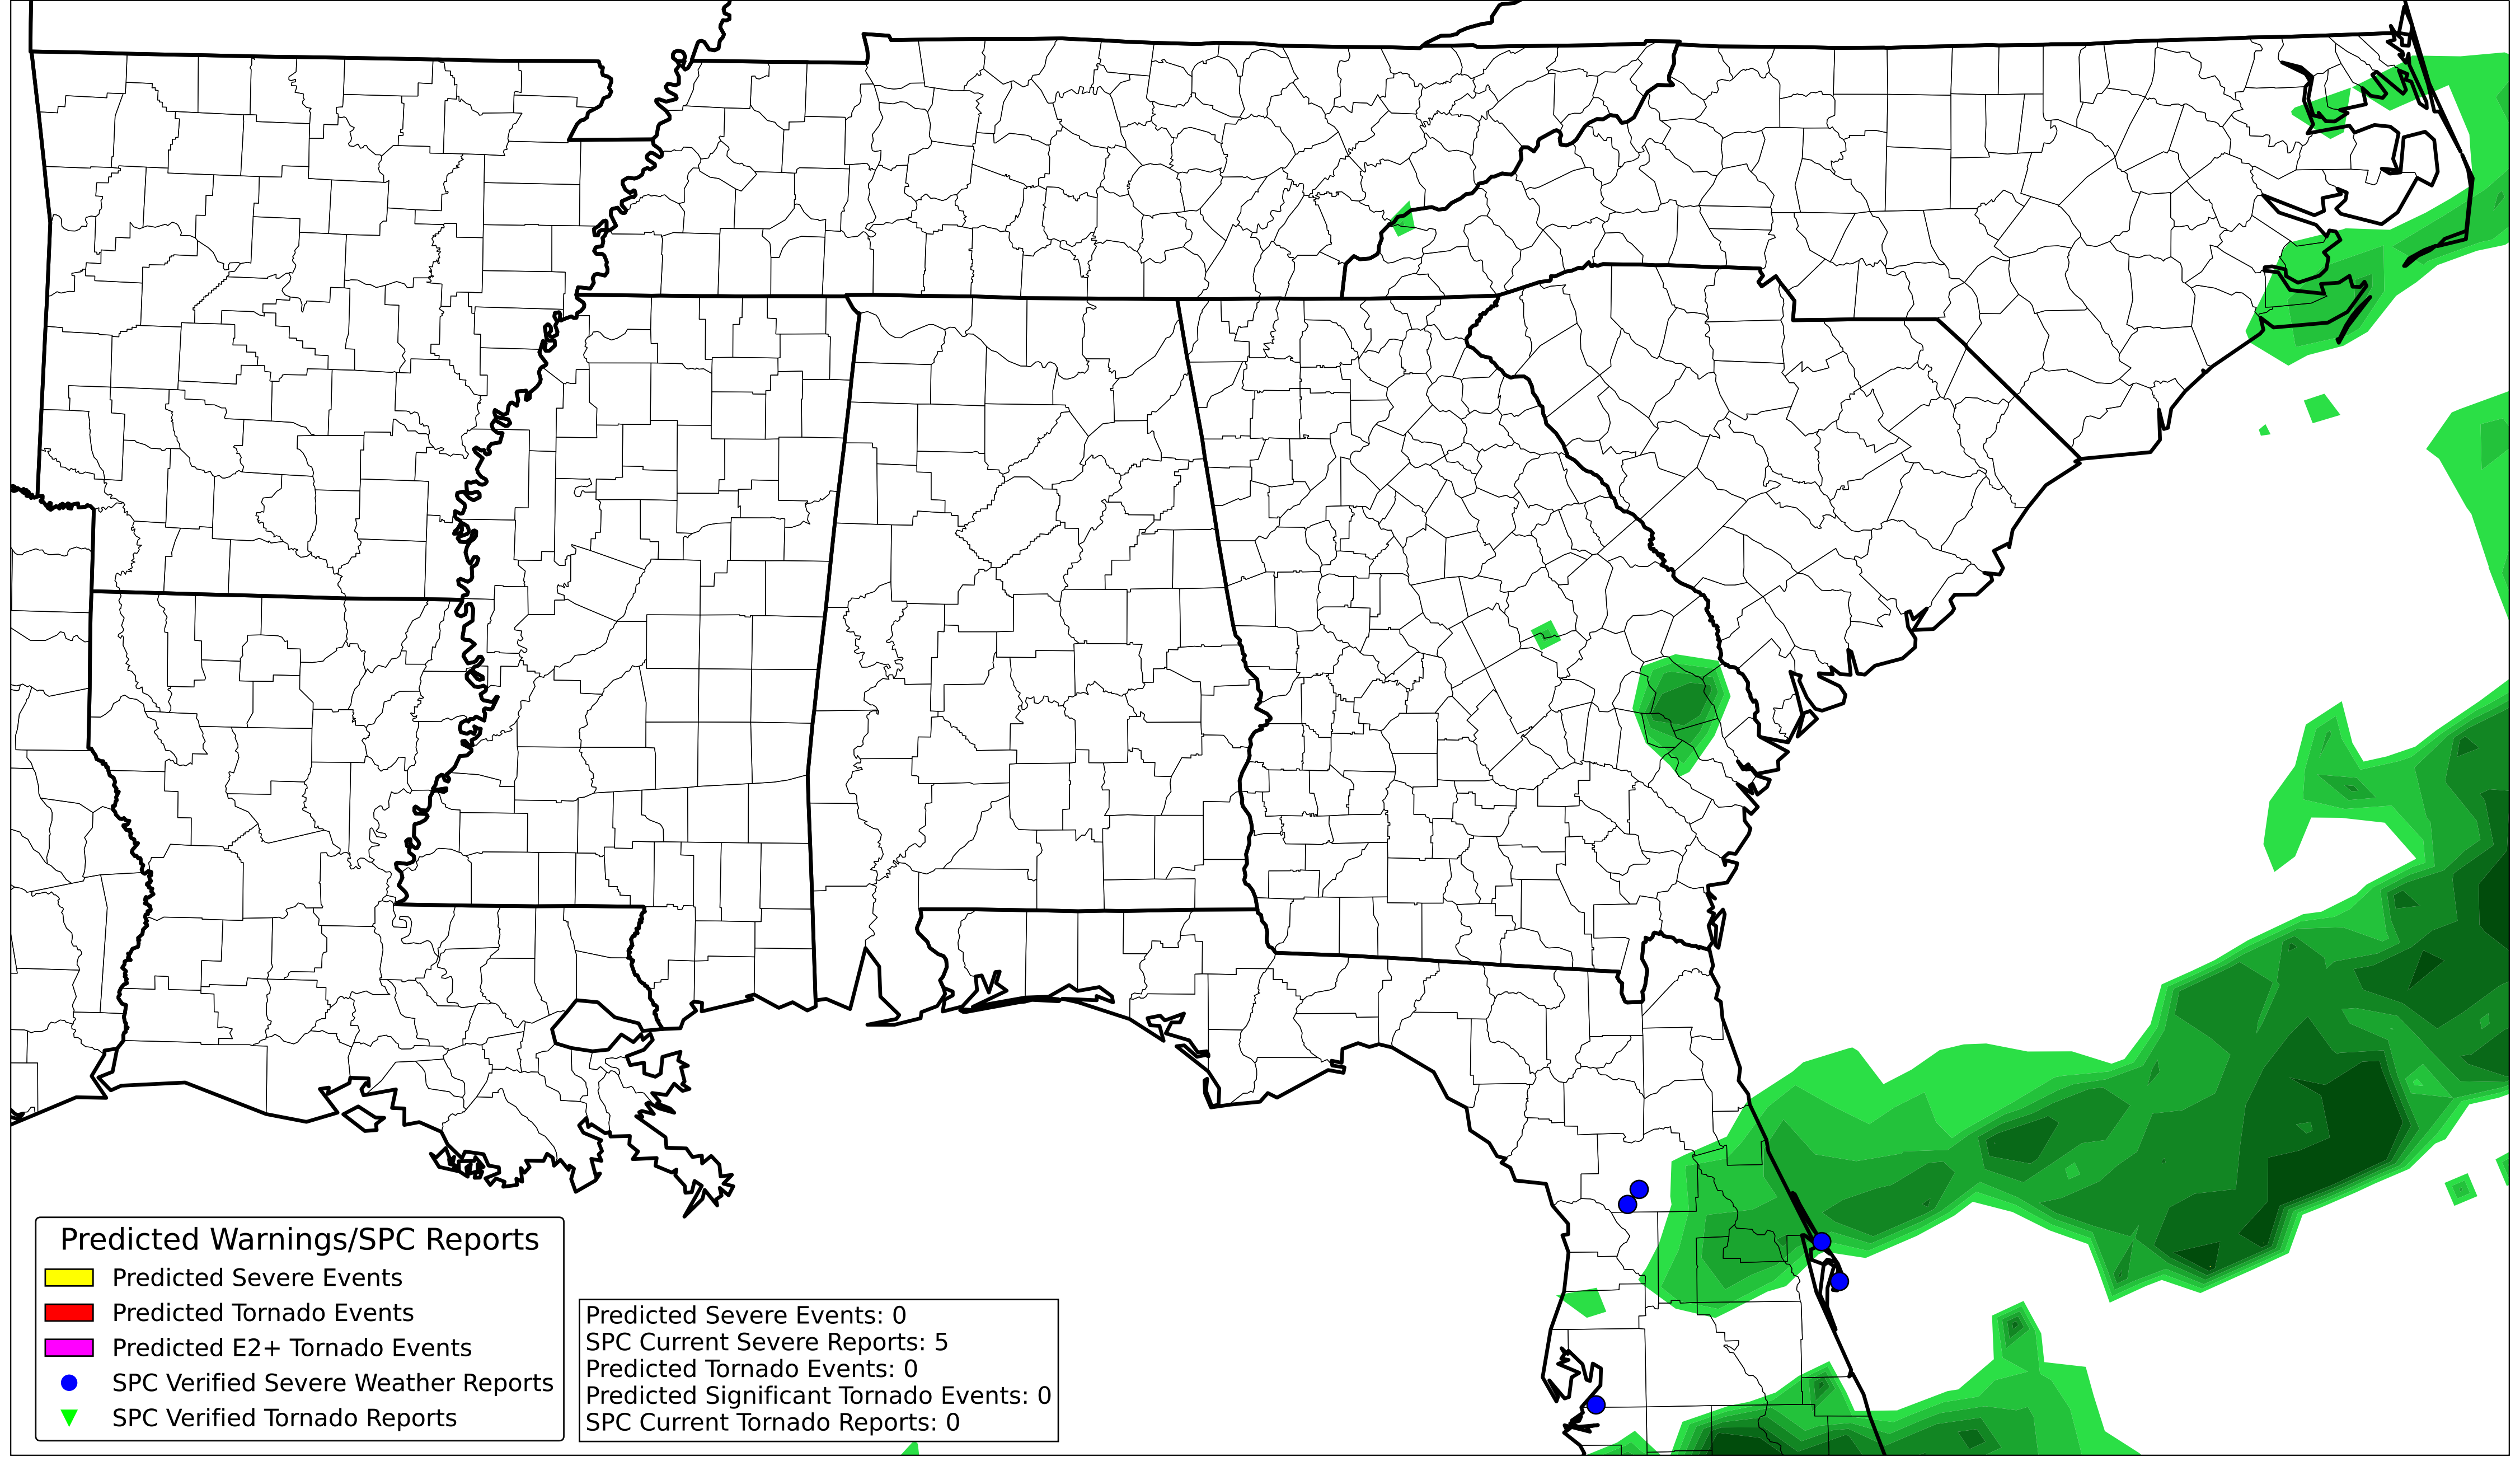 Predicted Warnings/SPC Reports
Predicted Severe Events
Predicted Tornado Events
Predicted E2+ Tornado Events
SPC Verified Severe Weather Reports
SPC Verified Tornado Reports
Predicted Severe Events: 0
SPC Current Severe Reports: 5
Predicted Tornado Events: 0
Predicted Significant Tornado Events: 0
SPC Current Tornado Reports: 0